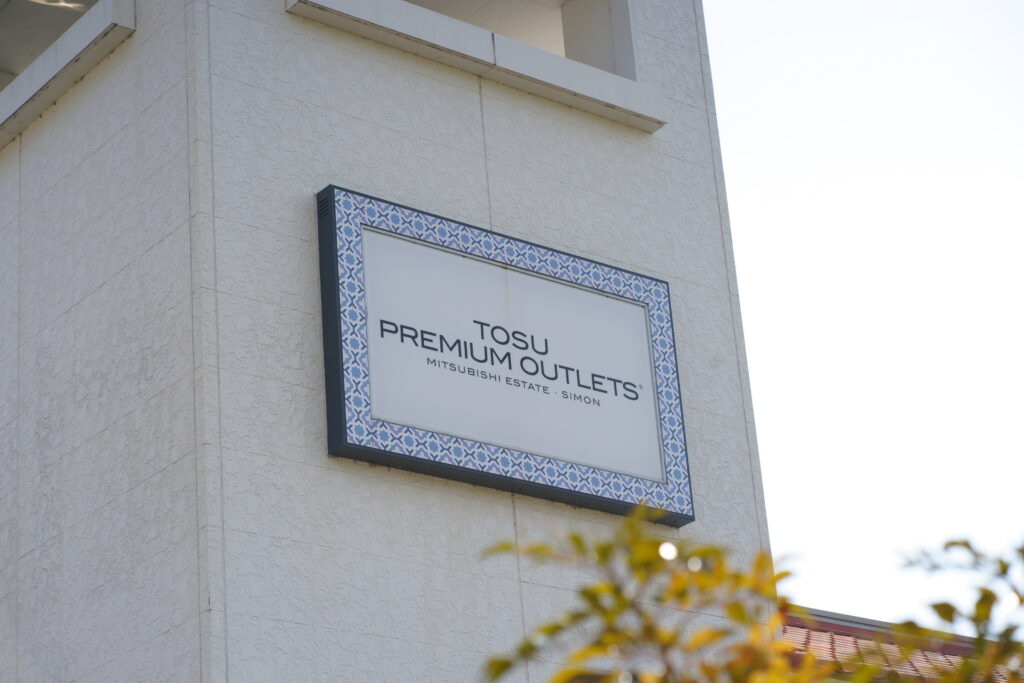 TOSU
PREMIUM OUTLETS®
MITSUBISHI ESTATE · SIMON